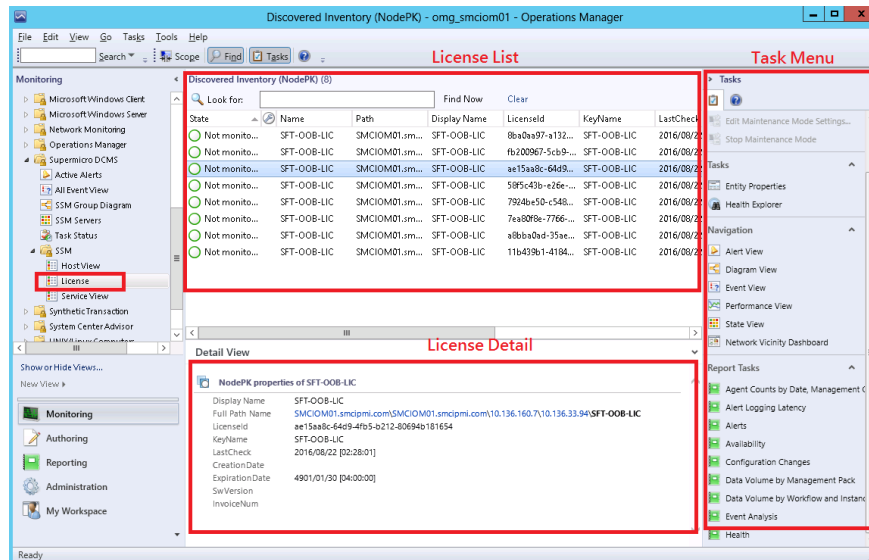 Discovered Inventory (NodePK) - omg_smciom01 - Operations Manager
File Edit View Go Tasks Tools Help
Search Scope Find Tasks
License List
Task Menu
Monitoring
Microsoft Windows Client
Microsoft Windows Server
Network Monitoring
Operations Manager
Supermicro DCMS
Active Alerts
All Event View
SSM Group Diagram
SSM Servers
Task Status
SSM
Host View
License
Service View
Synthetic Transaction
System Center Advisor
UNIX/Linux Computers
Show or Hide Views...
New View
Monitoring
Authoring
Reporting
Administration
My Workspace
Discovered Inventory (NodePK) (8)
Look for: Find Now Clear
State Name Path Display Name LicenseId KeyName LastCheck
Not monito... SFT-OOB-LIC SMCIOM01.sm... SFT-OOB-LIC 8ba0aa97-a132... SFT-OOB-LIC 2016/08/2
Not monito... SFT-OOB-LIC SMCIOM01.sm... SFT-OOB-LIC fb200967-5cb9-... SFT-OOB-LIC 2016/08/2
Not monito... SFT-OOB-LIC SMCIOM01.sm... SFT-OOB-LIC ae15aa8c-64d9... SFT-OOB-LIC 2016/08/2
Not monito... SFT-OOB-LIC SMCIOM01.sm... SFT-OOB-LIC 58f5c43b-e26e-... SFT-OOB-LIC 2016/08/2
Not monito... SFT-OOB-LIC SMCIOM01.sm... SFT-OOB-LIC 7924be50-c548... SFT-OOB-LIC 2016/08/2
Not monito... SFT-OOB-LIC SMCIOM01.sm... SFT-OOB-LIC 7ea80f8e-7766-... SFT-OOB-LIC 2016/08/2
Not monito... SFT-OOB-LIC SMCIOM01.sm... SFT-OOB-LIC a8bba0ad-35ae... SFT-OOB-LIC 2016/08/2
Not monito... SFT-OOB-LIC SMCIOM01.sm... SFT-OOB-LIC 11b439b1-4184... SFT-OOB-LIC 2016/08/2
License Detail
Detail View
NodePK properties of SFT-OOB-LIC
Display Name SFT-OOB-LIC
Full Path Name SMCIOM01.smcipmi.com\SMCIOM01.smcipmi.com\10.136.160.7\10.136.33.94\SFT-OOB-LIC
LicenseId ae15aa8c-64d9-4fb5-b212-80694b181654
KeyName SFT-OOB-LIC
LastCheck 2016/08/22 [02:28:01]
CreationDate
ExpirationDate 4901/01/30 [04:00:00]
SwVersion
InvoiceNum
Tasks
Edit Maintenance Mode Settings...
Stop Maintenance Mode
Tasks
Entity Properties
Health Explorer
Navigation
Alert View
Diagram View
Event View
Performance View
State View
Network Vicinity Dashboard
Report Tasks
Agent Counts by Date, Management G
Alert Logging Latency
Alerts
Availability
Configuration Changes
Data Volume by Management Pack
Data Volume by Workflow and Instanc
Event Analysis
Health
Ready